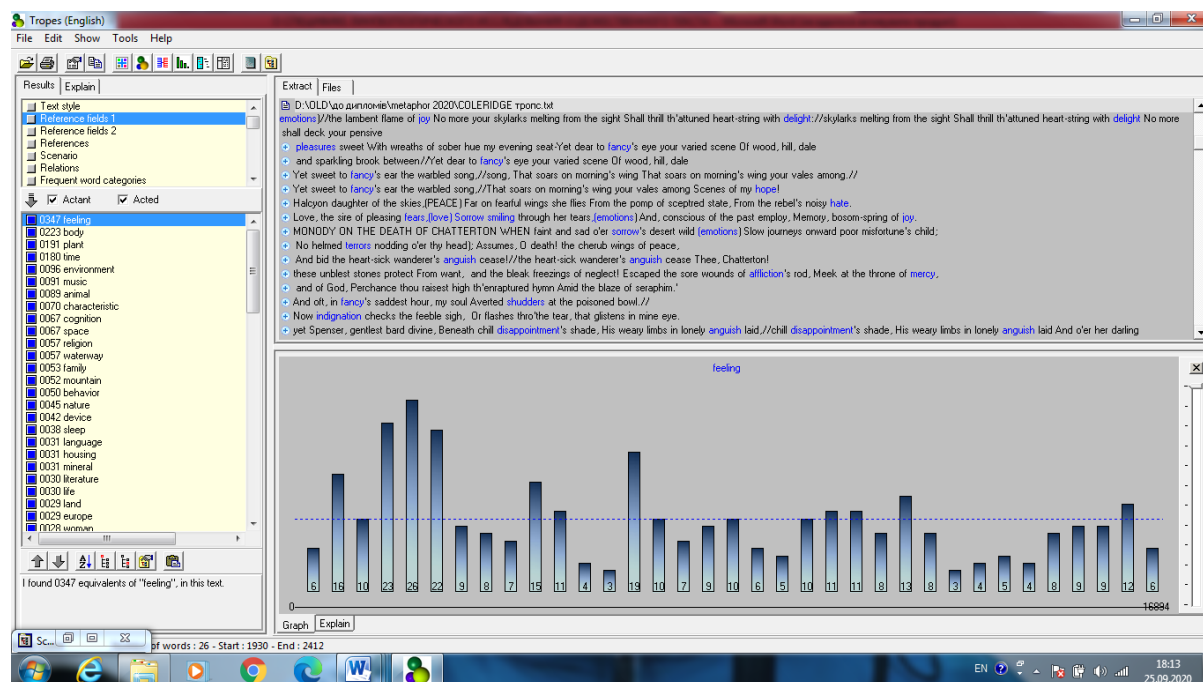 Tropes (English)
File Edit Show Tools Help
Results Explain
Text style
Reference fields 1
Reference fields 2
References
Scenario
Relations
Frequent word categories
Actant Acted
0347 feeling
0223 body
0191 plant
0180 time
0096 environment
0091 music
0089 animal
0070 characteristic
0067 cognition
0067 space
0057 religion
0057 waterway
0053 family
0052 mountain
0050 behavior
0045 nature
0042 device
0038 sleep
0031 language
0031 housing
0031 mineral
0030 literature
0030 life
0029 land
0029 europe
0028 woman
I found 0347 equivalents of "feeling", in this text.
Extract Files
D:\OLD\до дипломів\metaphor 2020\COLERIDGE тропс.txt
emotions)//the lambent flame of joy No more your skylarks melting from the sight Shall thrill th'attuned heart-string with delight://skylarks melting from the sight Shall thrill th'attuned heart-string with delight No more
shall deck your pensive
pleasures sweet With wreaths of sober hue my evening seat-Yet dear to fancy's eye your varied scene Of wood, hill, dale
and sparkling brook between//Yet dear to fancy's eye your varied scene Of wood, hill, dale
Yet sweet to fancy's ear the warbled song,//song, That soars on morning's wing That soars on morning's wing your vales among.//
Yet sweet to fancy's ear the warbled song,//That soars on morning's wing your vales among Scenes of my hope!
Halcyon daughter of the skies,(PEACE) Far on fearful wings she flies From the pomp of sceptred state, From the rebel's noisy hate.
Love, the sire of pleasing fears,(love) Sorrow smiling through her tears,(emotions) And, conscious of the past employ, Memory, bosom-spring of joy.
MONODY ON THE DEATH OF CHATTERTON WHEN faint and sad o'er sorrow's desert wild (emotions) Slow journeys onward poor misfortune's child;
No helmed terrors nodding o'er thy head); Assumes, O death! the cherub wings of peace,
And bid the heart-sick wanderer's anguish cease!//the heart-sick wanderer's anguish cease Thee, Chatterton!
these unblest stones protect From want, and the bleak freezings of neglect! Escaped the sore wounds of affliction's rod, Meek at the throne of mercy,
and of God, Perchance thou raisest high th'enraptured hymn Amid the blaze of seraphim.'
And oft, in fancy's saddest hour, my soul Averted shudders at the poisoned bowl.//
Now indignation checks the feeble sigh, Or flashes thro'the tear, that glistens in mine eye.
yet Spenser, gentlest bard divine, Beneath chill disappointment's shade, His weary limbs in lonely anguish laid,//chill disappointment's shade, His weary limbs in lonely anguish laid And o'er her darling
feeling
6 16 10 23 26 22 9 8 7 15 11 4 3 19 10 7 9 10 6 5 10 11 11 8 13 8 3 4 5 4 8 9 9 12 6
0 16894
Graph Explain
Sc... of words : 26 - Start : 1930 - End : 2412
EN 18:13
25.09.2020